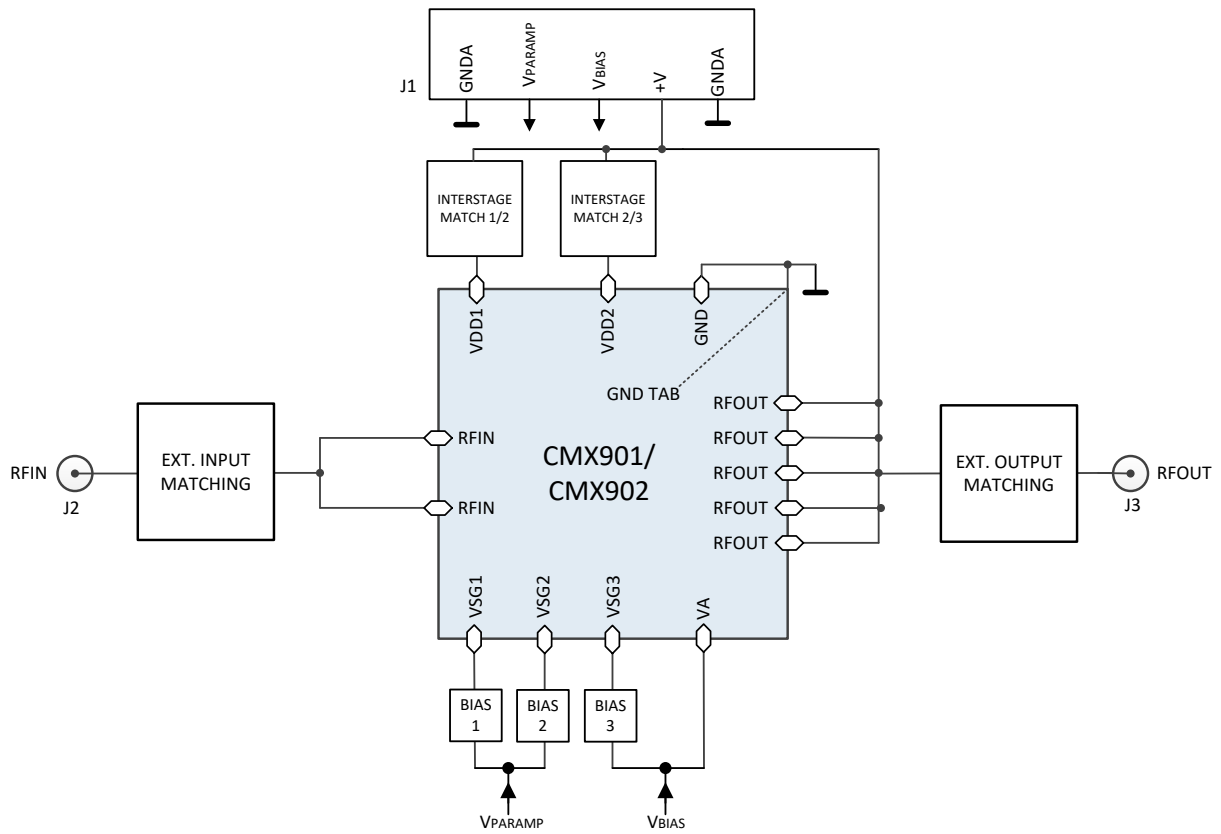 J1
GNDA
VPARAMP
VBIAS
+V
GNDA
INTERSTAGE
MATCH 1/2
INTERSTAGE
MATCH 2/3
VDD1
VDD2
GND
GND TAB
RFIN
J2
EXT. INPUT
MATCHING
RFIN
RFIN
CMX901/
CMX902
RFOUT
RFOUT
RFOUT
RFOUT
RFOUT
EXT. OUTPUT
MATCHING
RFOUT
J3
VSG1
VSG2
VSG3
VA
BIAS
1
BIAS
2
BIAS
3
VPARAMP
VBIAS